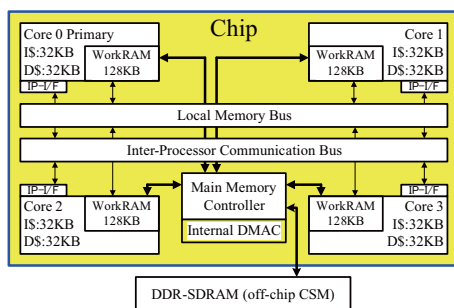 Chip
Core 0 Primary
I$:32KB
D$:32KB
WorkRAM
128KB
IP-I/F
Core 1
I$:32KB
D$:32KB
WorkRAM
128KB
IP-I/F
Local Memory Bus
Inter-Processor Communication Bus
IP-I/F
Core 2
I$:32KB
D$:32KB
WorkRAM
128KB
Main Memory
Controller
Internal DMAC
IP-I/F
Core 3
I$:32KB
D$:32KB
WorkRAM
128KB
DDR-SDRAM (off-chip CSM)